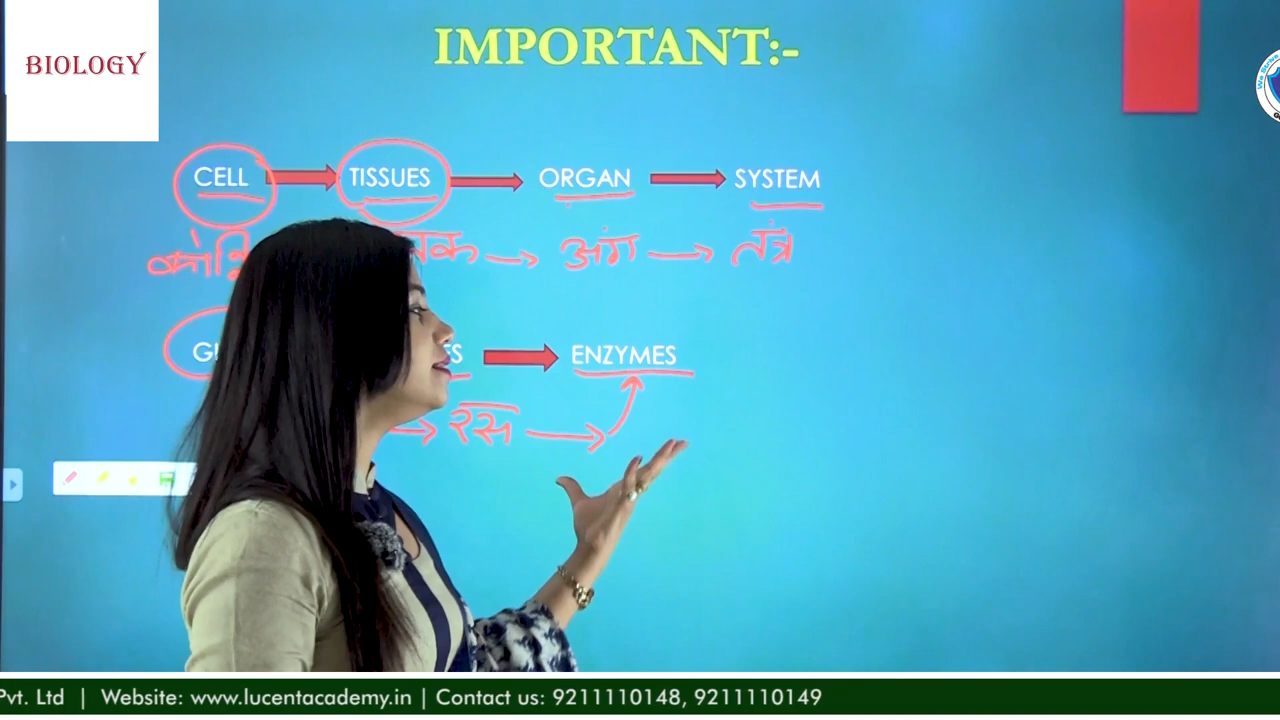 BIOLOGY
IMPORTANT:-
CELL TISSUES ORGAN SYSTEM
अंग तंत्र
ENZYMES
रस
Pvt. Ltd | Website: www.lucentacademy.in | Contact us: 9211110148, 9211110149